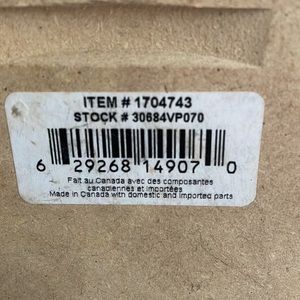 ITEM # 1704743
STOCK # 30684VP070
6 29268 14907 0
Fait au Canada avec des composantes
canadiennes et importées
Made in Canada with domestic and imported parts